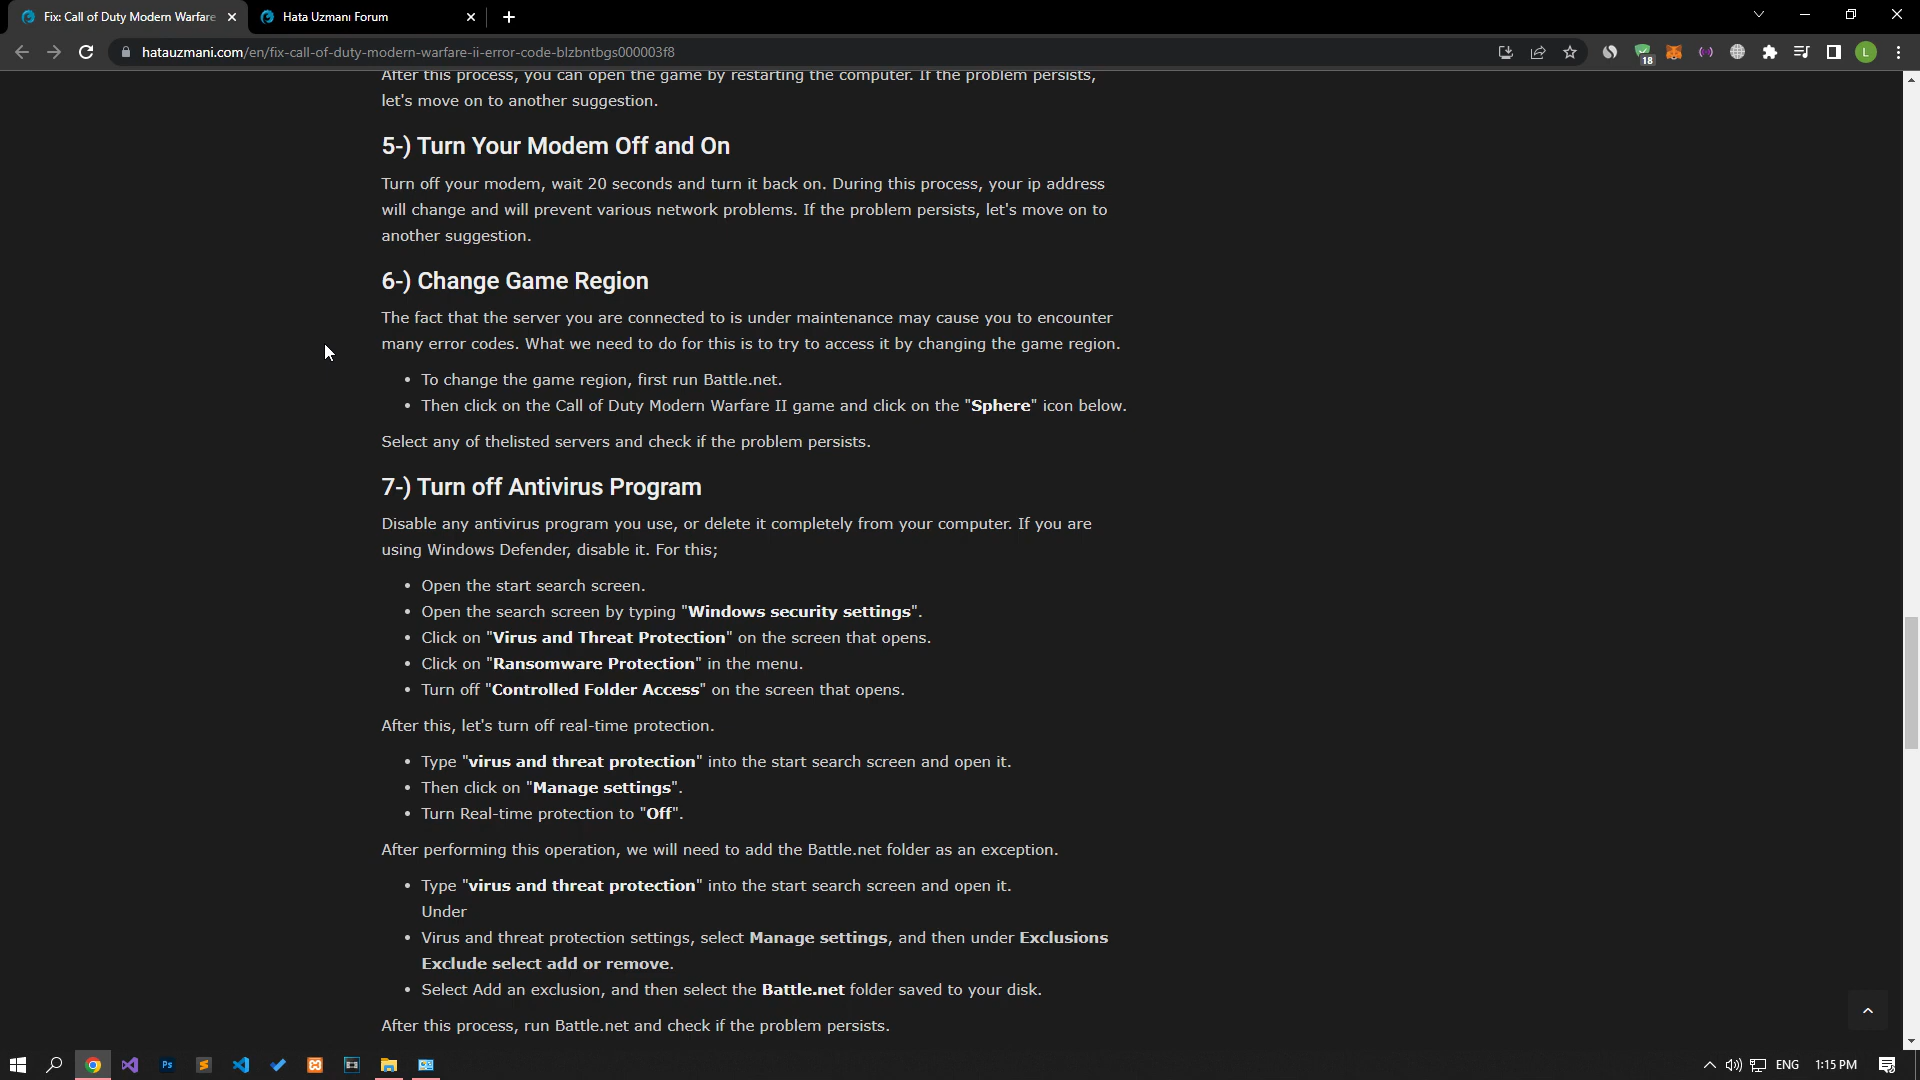 Fix: Call of Duty Modern Warfare
Hata Uzmanı Forum
hatauzmani.com/en/fix-call-of-duty-modern-warfare-ii-error-code-blzbntbgs000003f8
18
L
After this process, you can open the game by restarting the computer. If the problem persists,
let's move on to another suggestion.
5-) Turn Your Modem Off and On
Turn off your modem, wait 20 seconds and turn it back on. During this process, your ip address
will change and will prevent various network problems. If the problem persists, let's move on to
another suggestion.
6-) Change Game Region
The fact that the server you are connected to is under maintenance may cause you to encounter
many error codes. What we need to do for this is to try to access it by changing the game region.
• To change the game region, first run Battle.net.
• Then click on the Call of Duty Modern Warfare II game and click on the "Sphere" icon below.
Select any of thelisted servers and check if the problem persists.
7-) Turn off Antivirus Program
Disable any antivirus program you use, or delete it completely from your computer. If you are
using Windows Defender, disable it. For this;
• Open the start search screen.
• Open the search screen by typing "Windows security settings".
• Click on "Virus and Threat Protection" on the screen that opens.
• Click on "Ransomware Protection" in the menu.
• Turn off "Controlled Folder Access" on the screen that opens.
After this, let's turn off real-time protection.
• Type "virus and threat protection" into the start search screen and open it.
• Then click on "Manage settings".
• Turn Real-time protection to "Off".
After performing this operation, we will need to add the Battle.net folder as an exception.
• Type "virus and threat protection" into the start search screen and open it.
Under
• Virus and threat protection settings, select Manage settings, and then under Exclusions
Exclude select add or remove.
• Select Add an exclusion, and then select the Battle.net folder saved to your disk.
After this process, run Battle.net and check if the problem persists.
Ps
ENG
1:15 PM